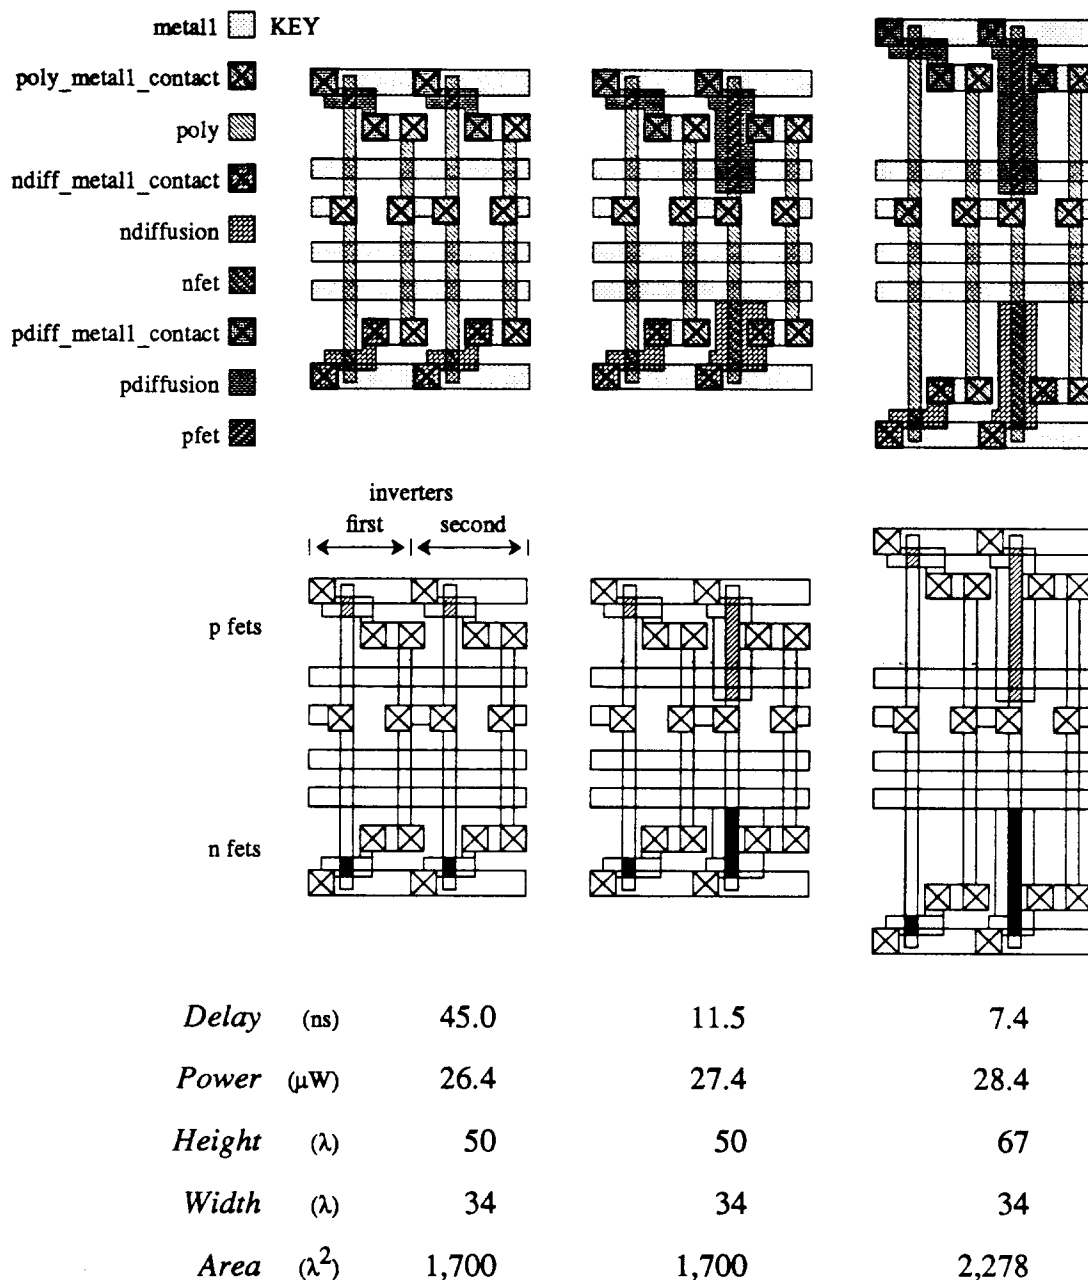 metal1 KEY
poly_metal1_contact
poly
ndiff_metal1_contact
ndiffusion
nfet
pdiff_metal1_contact
pdiffusion
pfet
inverters
first second
p fets
n fets
Delay (ns) 45.0 11.5 7.4
Power (μW) 26.4 27.4 28.4
Height (λ) 50 50 67
Width (λ) 34 34 34
Area (λ²) 1,700 1,700 2,278